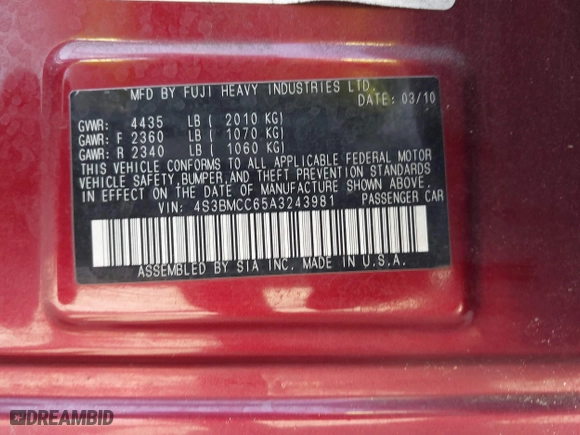 MFD BY FUJI HEAVY INDUSTRIES LTD.
DATE: 03/10
GVWR: 4435 LB ( 2010 KG)
GAWR: F 2360 LB ( 1070 KG)
GAWR: R 2340 LB ( 1060 KG)
THIS VEHICLE CONFORMS TO ALL APPLICABLE FEDERAL MOTOR
VEHICLE SAFETY, BUMPER, AND THEFT PREVENTION STANDARDS
IN EFFECT ON THE DATE OF MANUFACTURE SHOWN ABOVE.
VIN: 4S3BMCC65A3243981 PASSENGER CAR
ASSEMBLED BY SIA INC. MADE IN U.S.A.
DREAMBID